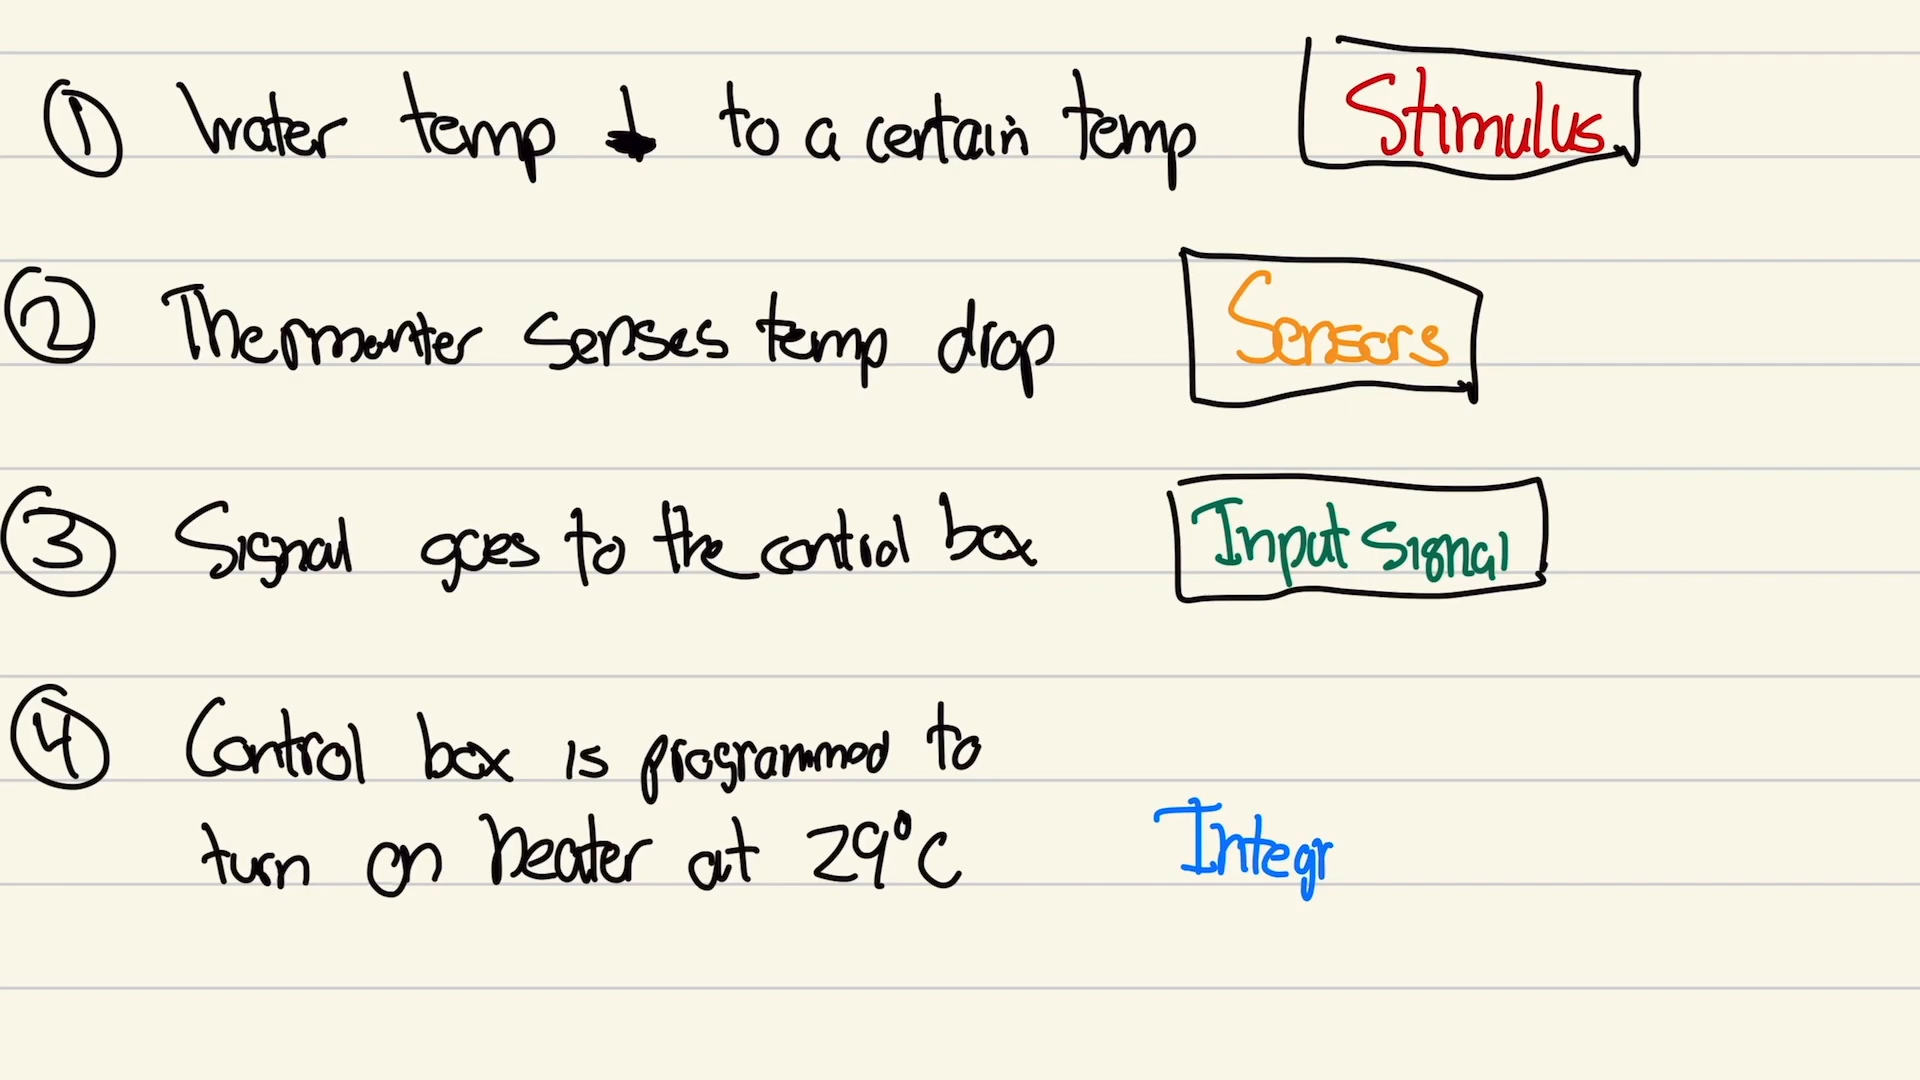 ① Water temp ↓ to a certain temp Stimulus
② Thermomter senses temp drop Sensors
③ Signal goes to the control box Input Signal
④ Control box is programmed to
turn on heater at 29°C Integr